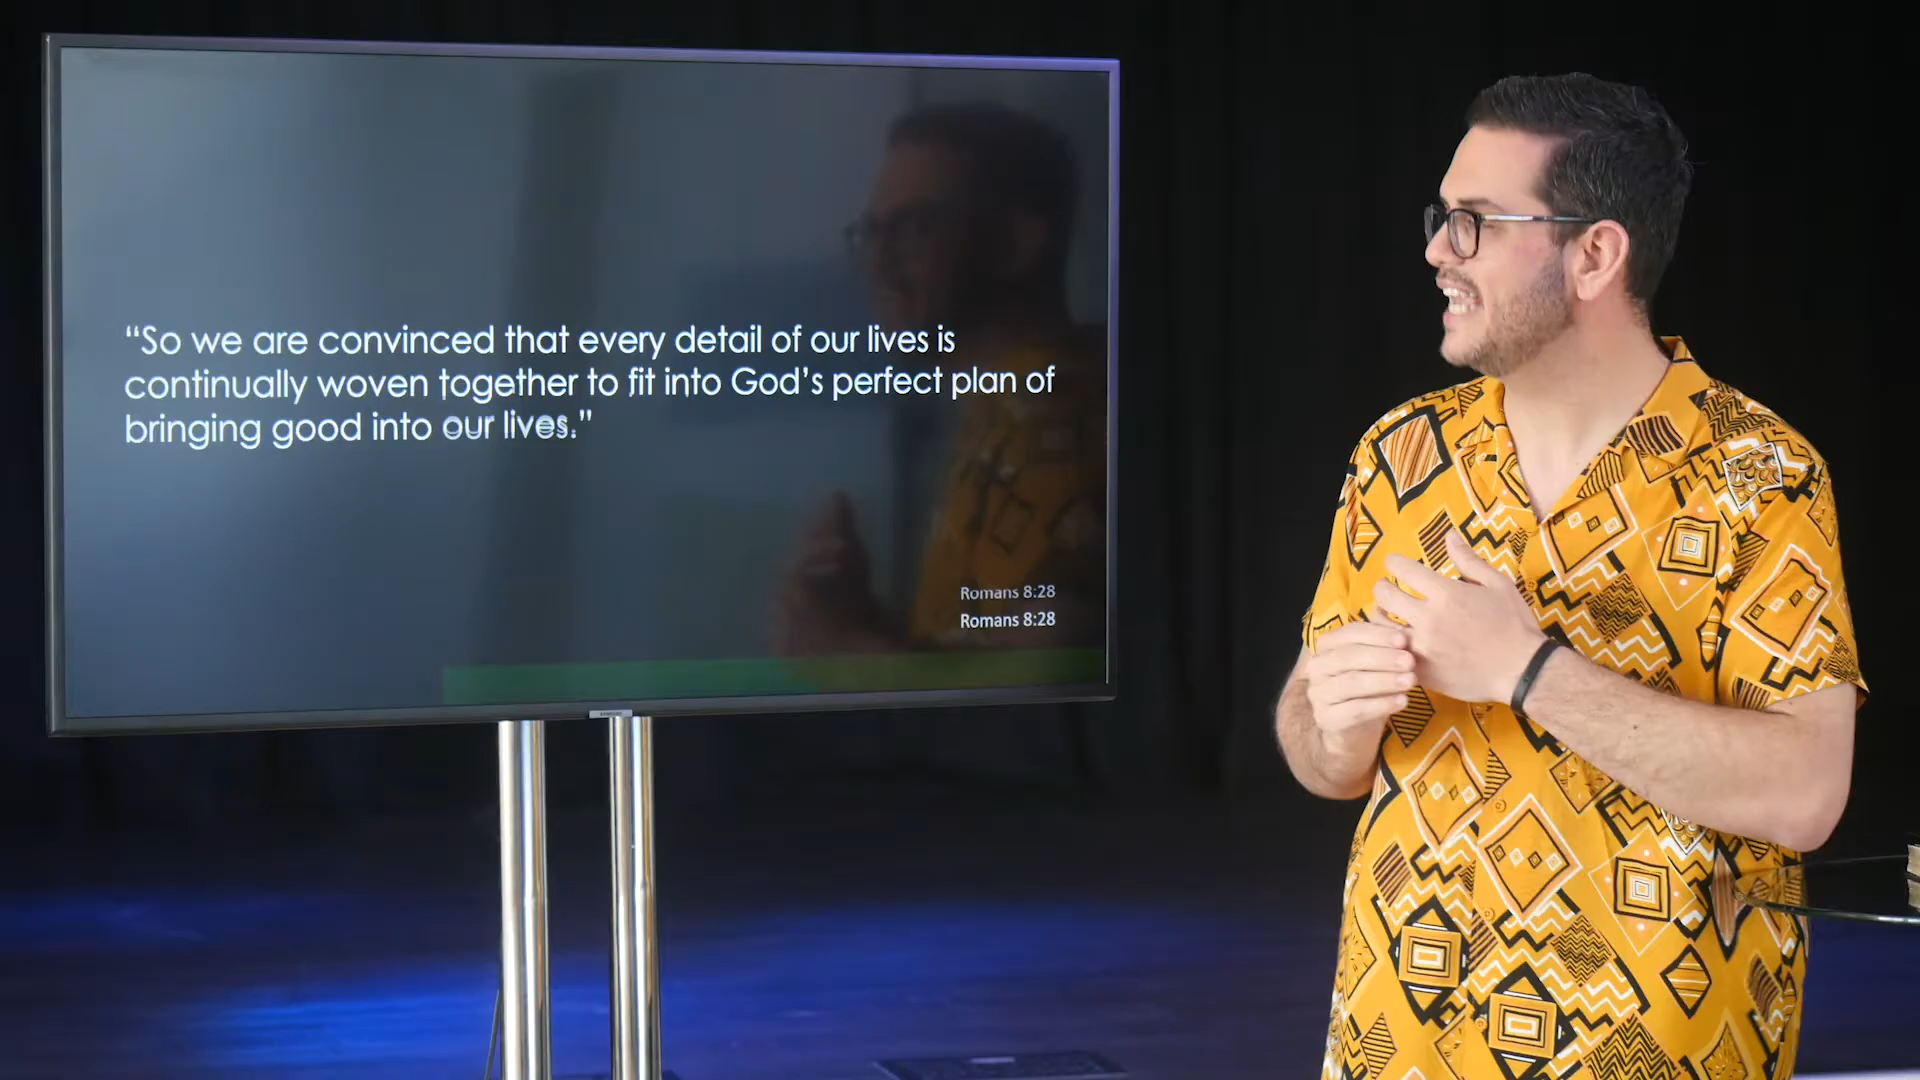 “So we are convinced that every detail of our lives is
continually woven together to fit into God’s perfect plan of
bringing good into our lives.”
Romans 8:28
Romans 8:28
SAMSUNG